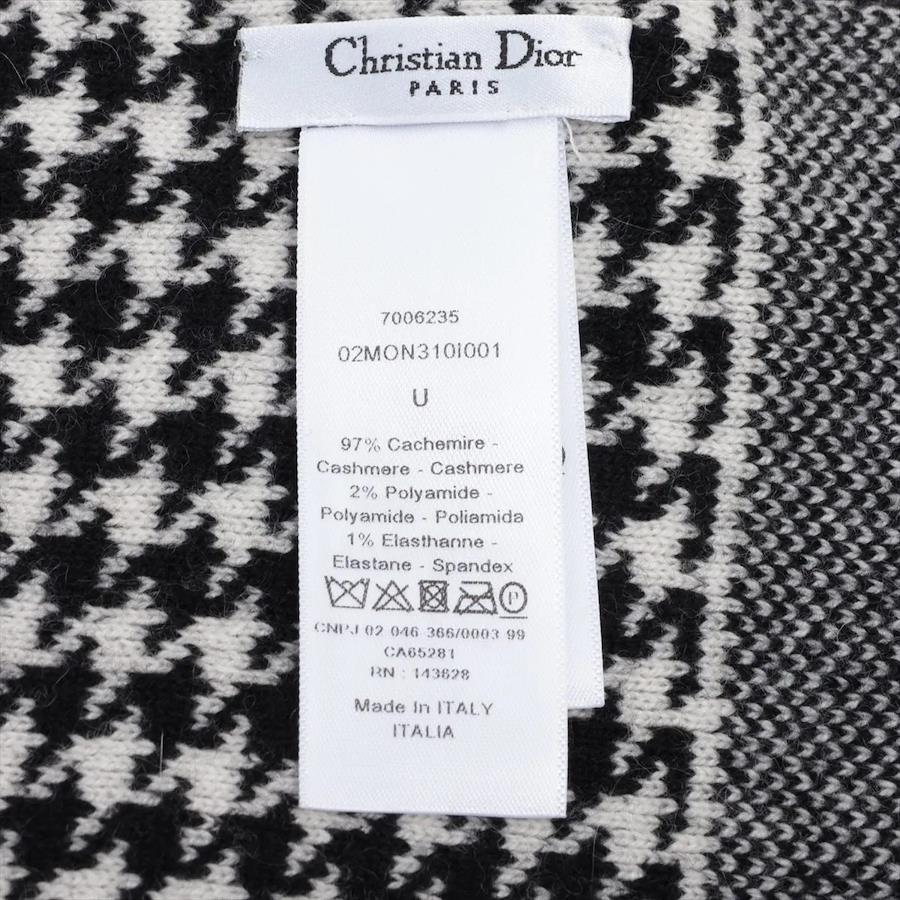 Christian Dior
PARIS
7006235
02MON310I001
U
97% Cachemire -
Cashmere - Cashmere
2% Polyamide -
Polyamide - Poliamida
1% Elasthanne -
Elastane - Spandex
P
CNPJ 02 046 366/0003 99
CA65281
RN : 143628
Made In ITALY
ITALIA